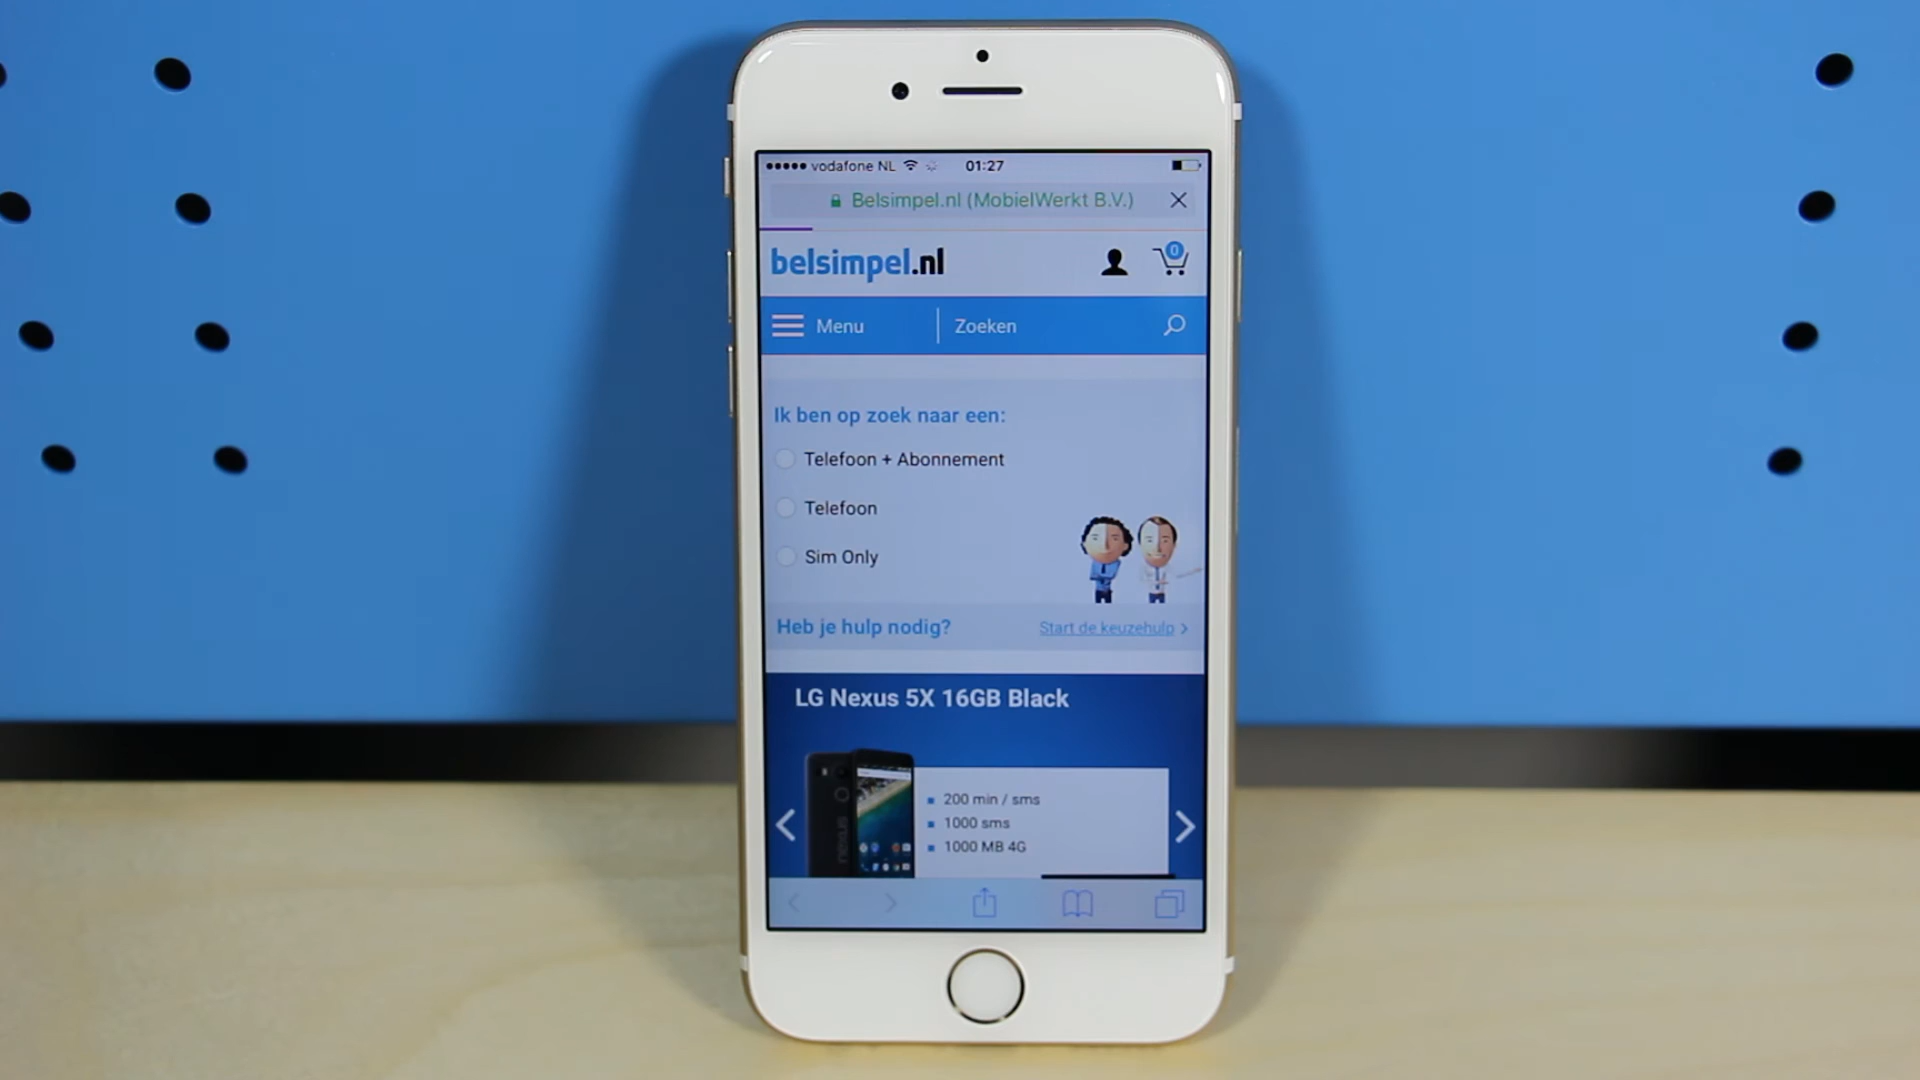 vodafone NL 01:27
Belsimpel.nl (MobielWerkt B.V.)
belsimpel.nl
0
Menu
Zoeken
Ik ben op zoek naar een:
Telefoon + Abonnement
Telefoon
Sim Only
Heb je hulp nodig?
Start de keuzehulp
LG Nexus 5X 16GB Black
nexus
200 min / sms
1000 sms
1000 MB 4G